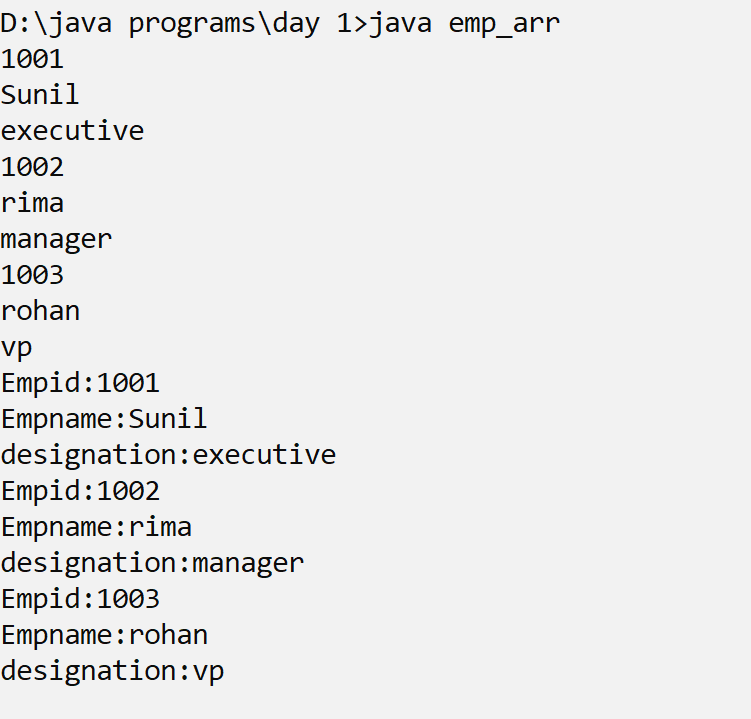 D:\java programs\day 1>java emp_arr
1001
Sunil
executive
1002
rima
manager
1003
rohan
vp
Empid:1001
Empname:Sunil
designation:executive
Empid:1002
Empname:rima
designation:manager
Empid:1003
Empname:rohan
designation:vp